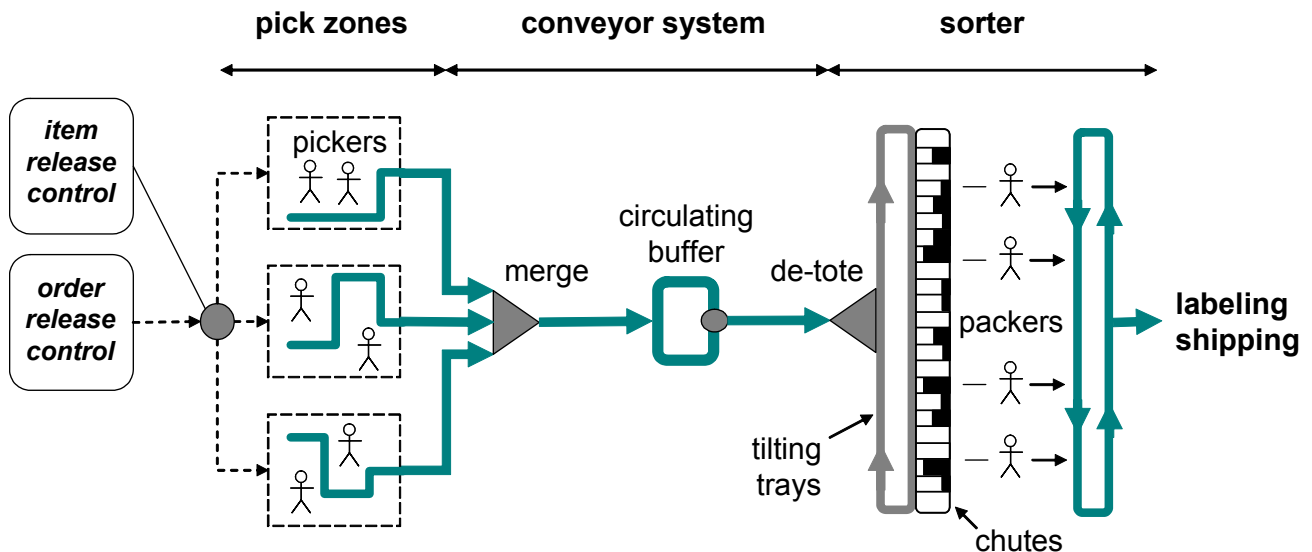 pick zones
conveyor system
sorter
item
release
control
order
release
control
pickers
merge
circulating
buffer
de-tote
tilting
trays
packers
chutes
labeling
shipping